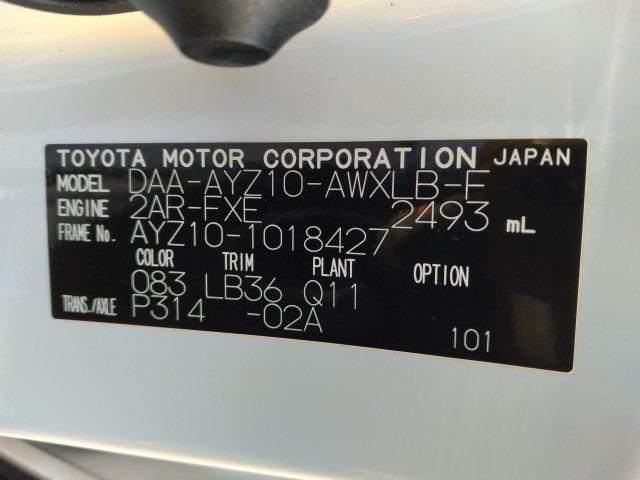 TOYOTA MOTOR CORPORATION JAPAN
MODEL DAA-AYZ10-AWXLB-E
ENGINE 2AR-FXE 2493 mL
FRAME No. AYZ10-1018427
COLOR TRIM PLANT OPTION
083 LB36 Q11
TRANS./AXLE P314 -02A
101